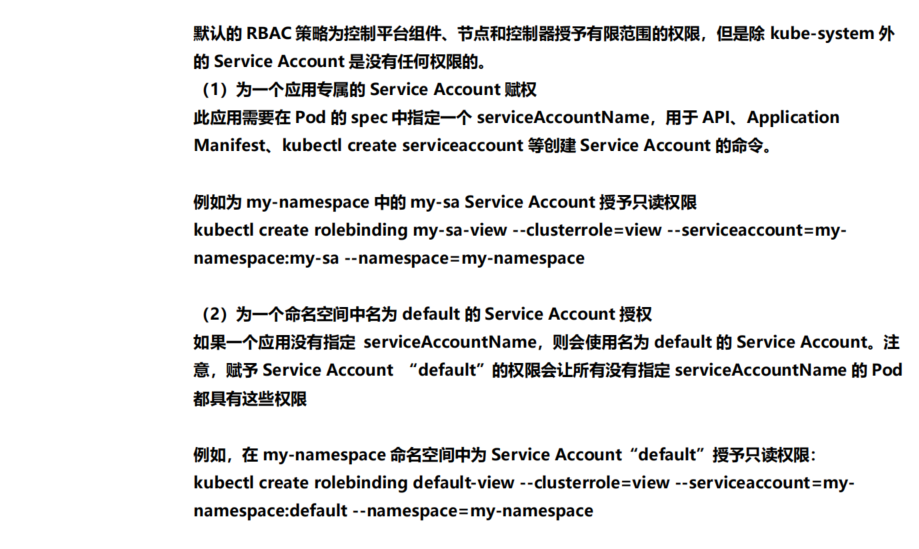 默认的 RBAC 策略为控制平台组件、节点和控制器授予有限范围的权限，但是除 kube-system 外
的 Service Account 是没有任何权限的。
（1）为一个应用专属的 Service Account 赋权
此应用需要在 Pod 的 spec 中指定一个 serviceAccountName，用于 API、Application
Manifest、kubectl create serviceaccount 等创建 Service Account 的命令。
例如为 my-namespace 中的 my-sa Service Account 授予只读权限
kubectl create rolebinding my-sa-view --clusterrole=view --serviceaccount=my-
namespace:my-sa --namespace=my-namespace
（2）为一个命名空间中名为 default 的 Service Account 授权
如果一个应用没有指定 serviceAccountName，则会使用名为 default 的 Service Account。注
意，赋予 Service Account “default”的权限会让所有没有指定 serviceAccountName 的 Pod
都具有这些权限
例如，在 my-namespace 命名空间中为 Service Account“default”授予只读权限：
kubectl create rolebinding default-view --clusterrole=view --serviceaccount=my-
namespace:default --namespace=my-namespace